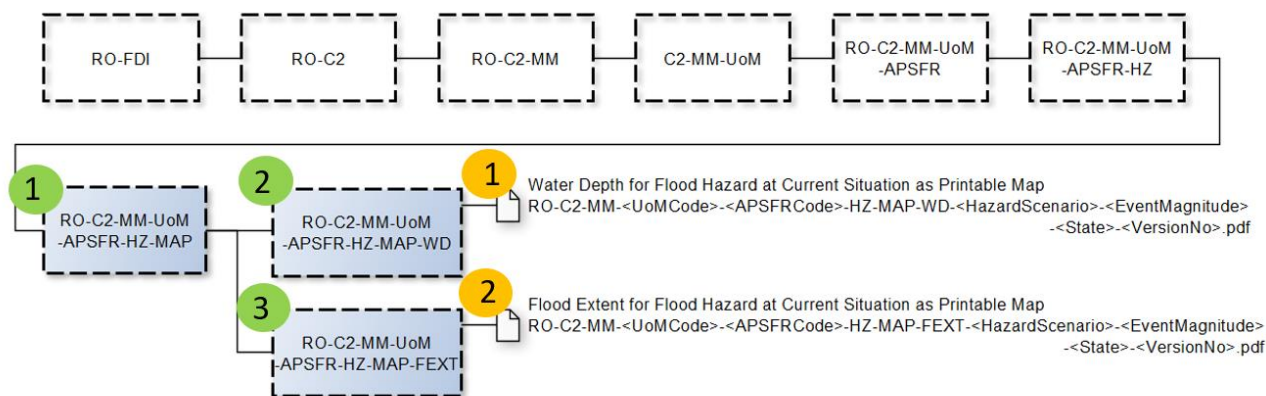 RO-FDI
RO-C2
RO-C2-MM
C2-MM-UoM
RO-C2-MM-UoM
-APSFR
RO-C2-MM-UoM
-APSFR-HZ
1
RO-C2-MM-UoM
-APSFR-HZ-MAP
2
RO-C2-MM-UoM
-APSFR-HZ-MAP-WD
1
Water Depth for Flood Hazard at Current Situation as Printable Map
RO-C2-MM-<UoMCode>-<APSFRCode>-HZ-MAP-WD-<HazardScenario>-<EventMagnitude>
-<State>-<VersionNo>.pdf
3
RO-C2-MM-UoM
-APSFR-HZ-MAP-FEXT
2
Flood Extent for Flood Hazard at Current Situation as Printable Map
RO-C2-MM-<UoMCode>-<APSFRCode>-HZ-MAP-FEXT-<HazardScenario>-<EventMagnitude>
-<State>-<VersionNo>.pdf